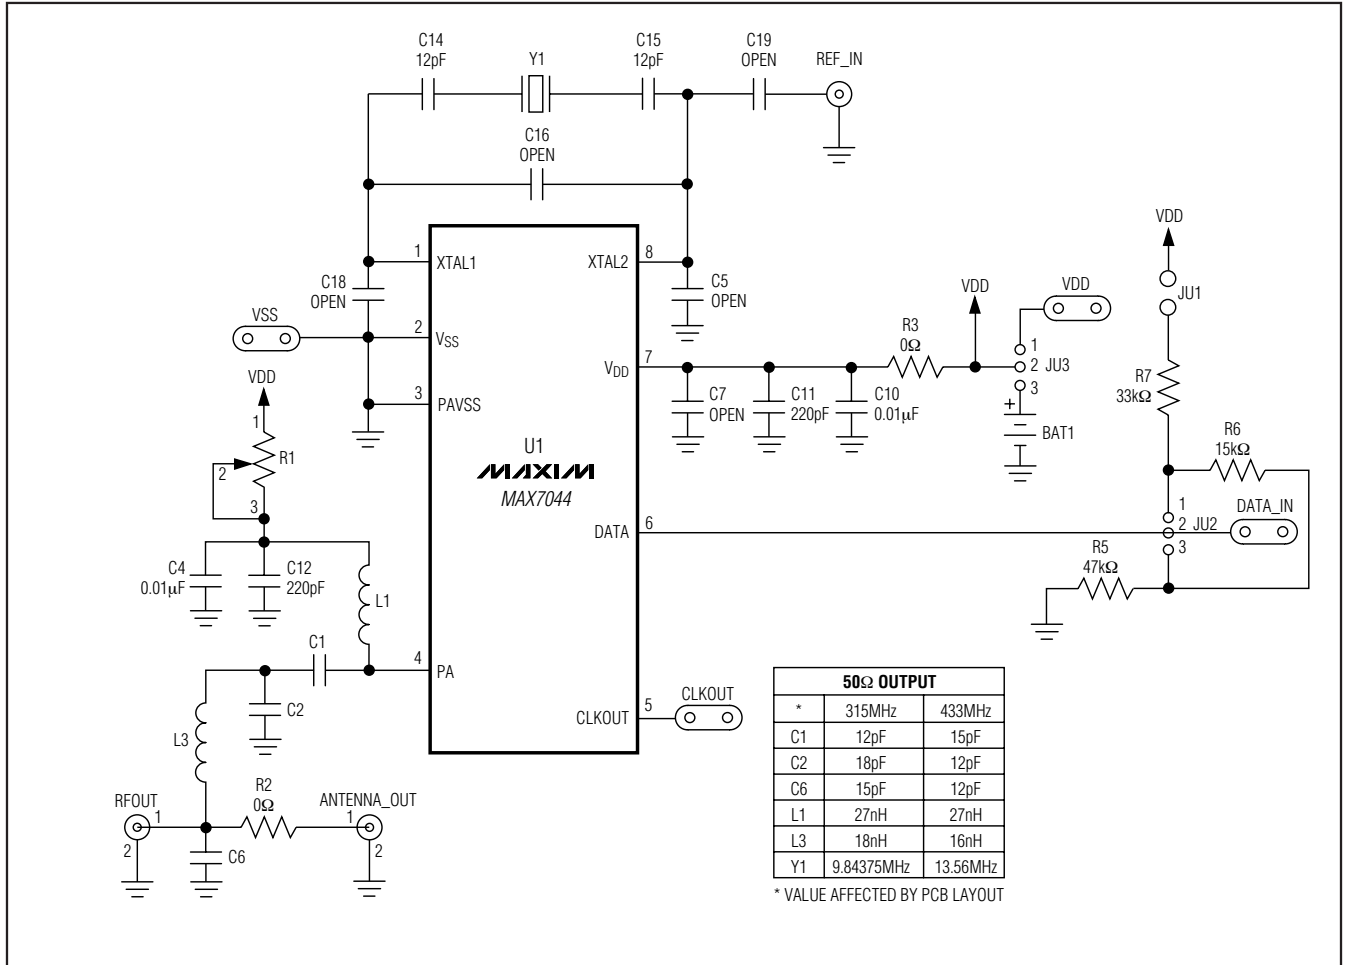 C14
12pF
Y1
C15
12pF
C19
OPEN
REF_IN
C16
OPEN
1
XTAL1
XTAL2
8
C18
OPEN
C5
OPEN
VSS
2
VSS
VDD
7
R3
0Ω
VDD
VDD
1
2 JU3
3
VDD
JU1
R7
33kΩ
VDD
1
R1
2
3
3
PAVSS
C7
OPEN
C11
220pF
C10
0.01µF
+
BAT1
U1
MAXIM
MAX7044
R6
15kΩ
DATA
6
1
2 JU2
3
DATA_IN
R5
47kΩ
C4
0.01µF
C12
220pF
L1
C1
4
PA
C2
L3
CLKOUT
5
CLKOUT
RFOUT
1
2
R2
0Ω
ANTENNA_OUT
1
2
C6
50Ω OUTPUT
* 315MHz 433MHz
C1 12pF 15pF
C2 18pF 12pF
C6 15pF 12pF
L1 27nH 27nH
L3 18nH 16nH
Y1 9.84375MHz 13.56MHz
* VALUE AFFECTED BY PCB LAYOUT